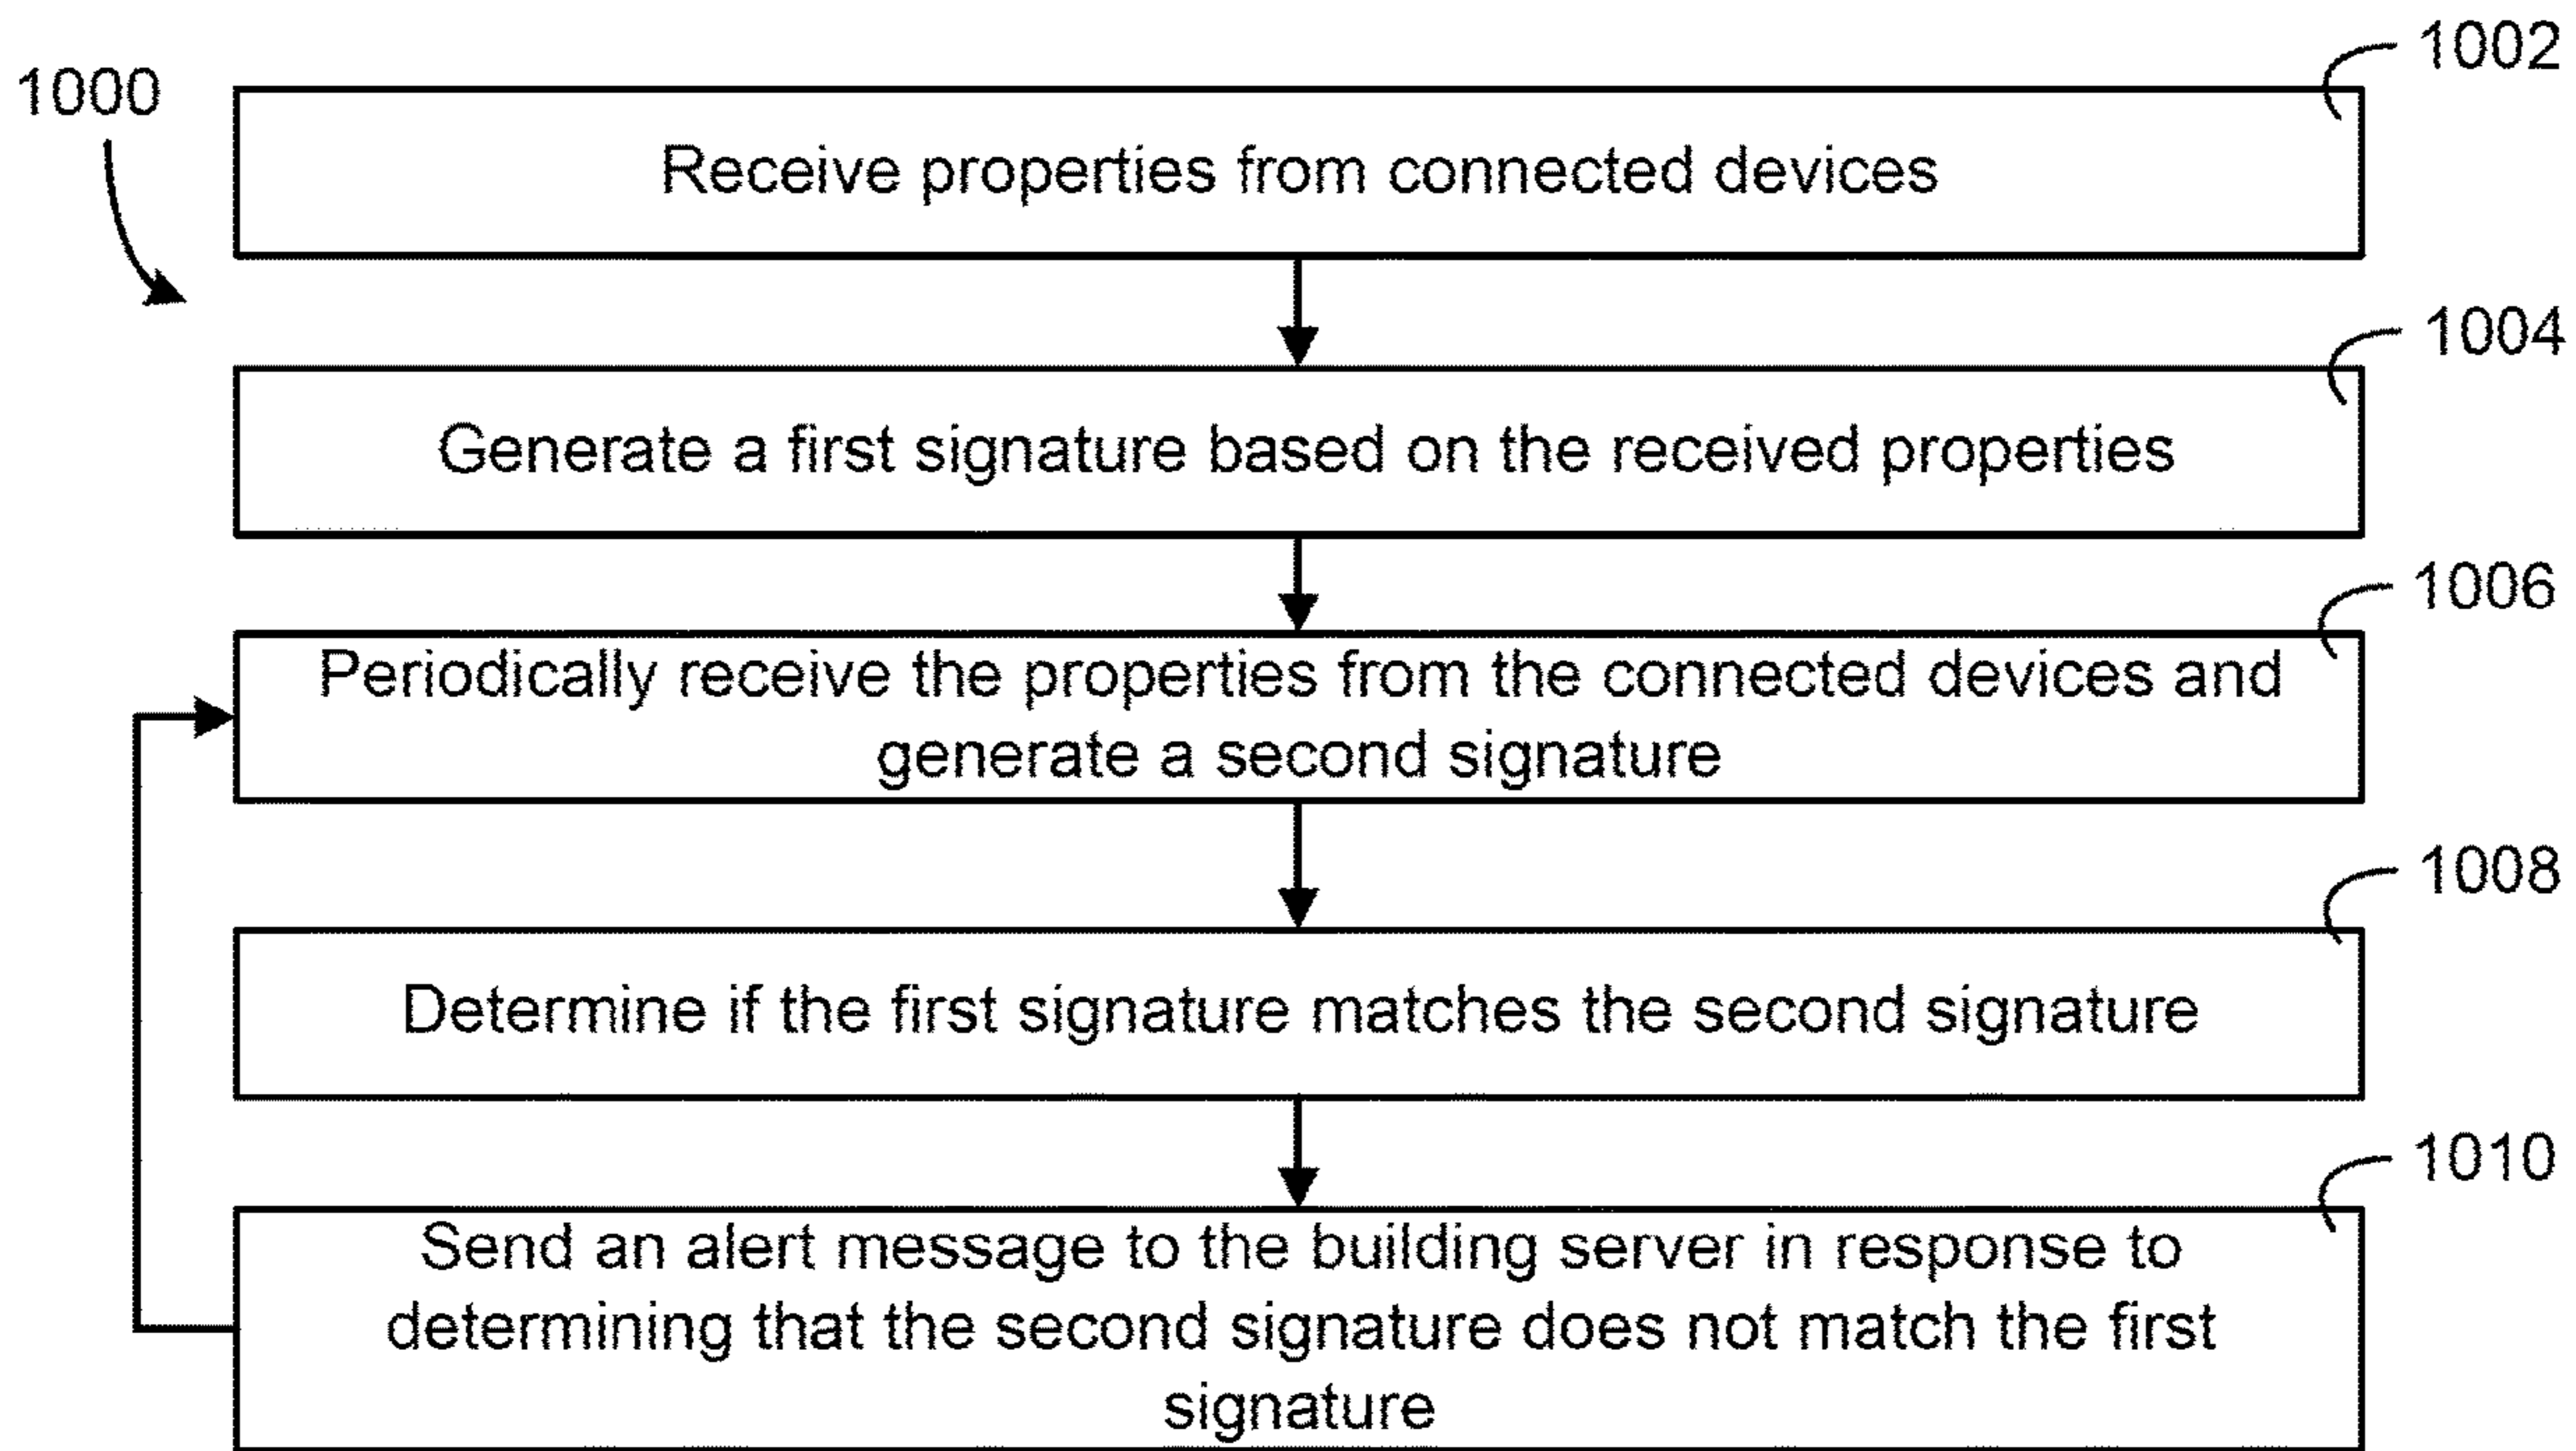 1000
1002
Receive properties from connected devices
1004
Generate a first signature based on the received properties
1006
Periodically receive the properties from the connected devices and
generate a second signature
1008
Determine if the first signature matches the second signature
1010
Send an alert message to the building server in response to
determining that the second signature does not match the first
signature